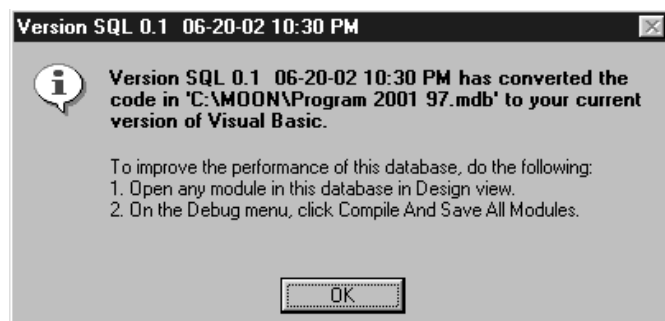 Version SQL 0.1  06-20-02 10:30 PM
Version SQL 0.1  06-20-02 10:30 PM has converted the
code in 'C:\MOON\Program 2001 97.mdb' to your current
version of Visual Basic.
To improve the performance of this database, do the following:
1. Open any module in this database in Design view.
2. On the Debug menu, click Compile And Save All Modules.
OK